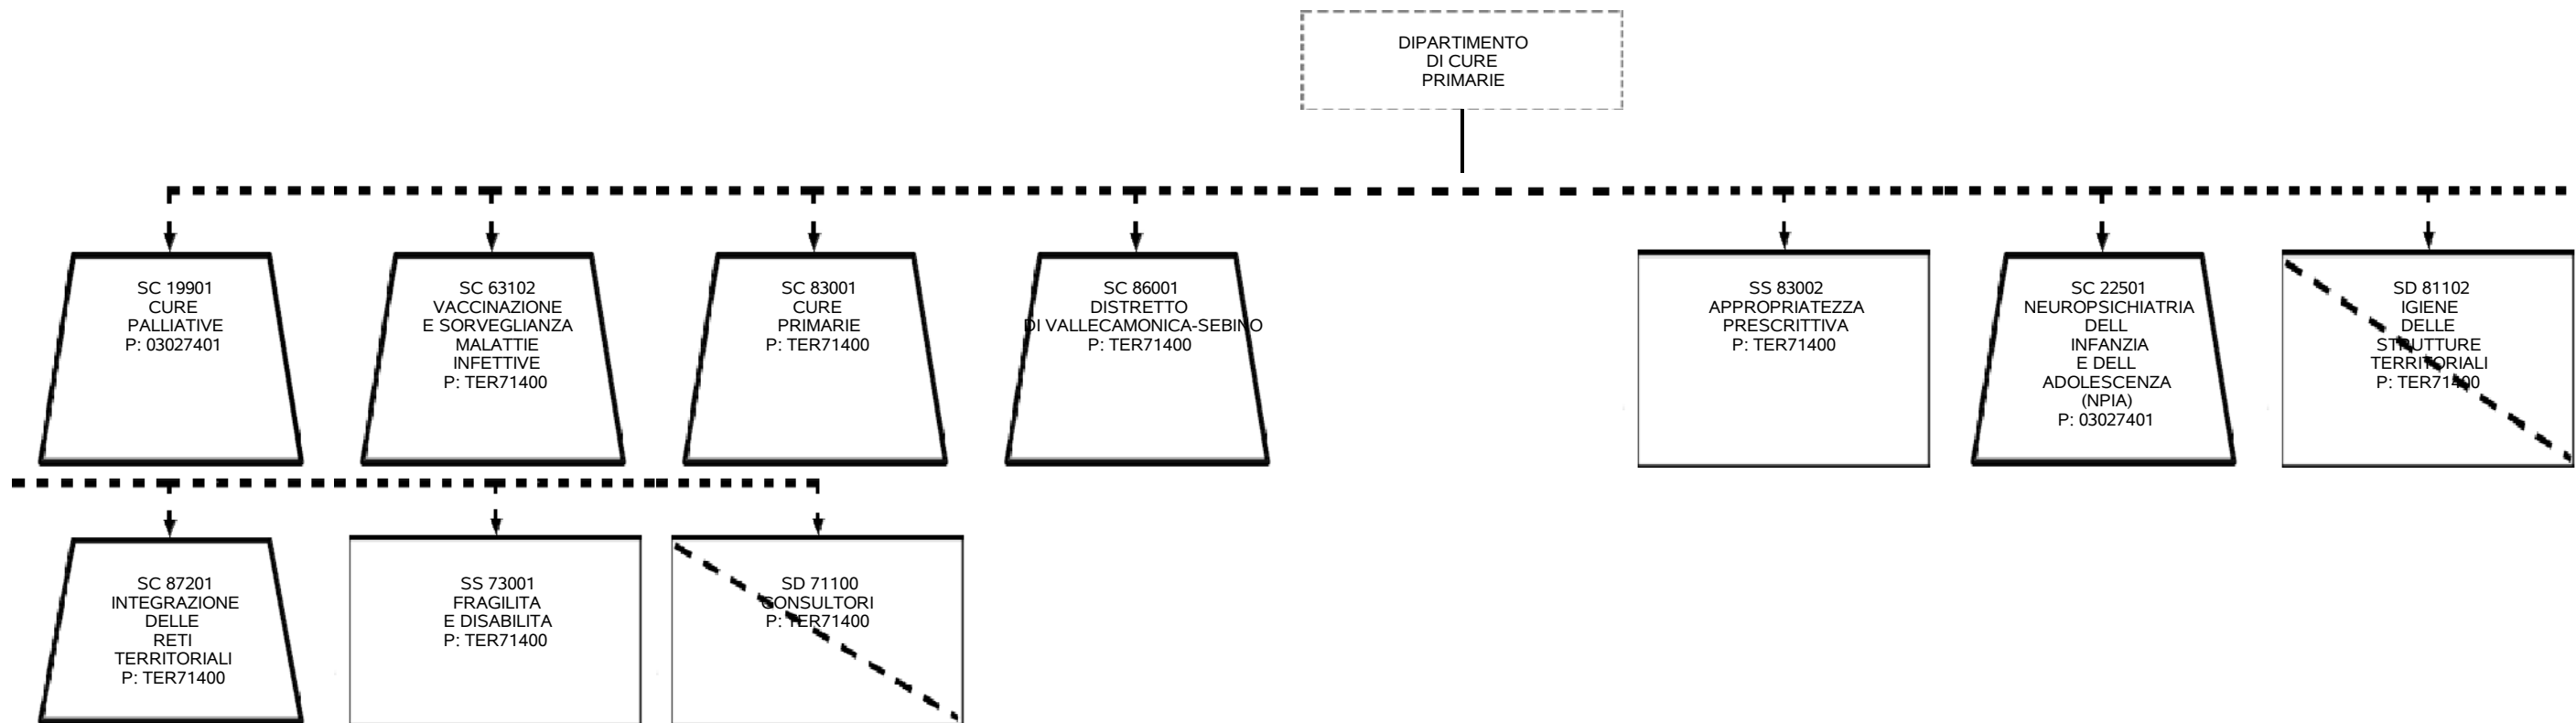 DIPARTIMENTO
DI CURE
PRIMARIE
SC 19901
CURE
PALLIATIVE
P: 03027401
SC 63102
VACCINAZIONE
E SORVEGLIANZA
MALATTIE
INFETTIVE
P: TER71400
SC 83001
CURE
PRIMARIE
P: TER71400
SC 86001
DISTRETTO
DI VALLECAMONICA-SEBINO
P: TER71400
SS 83002
APPROPRIATEZZA
PRESCRITTIVA
P: TER71400
SC 22501
NEUROPSICHIATRIA
DELL
INFANZIA
E DELL
ADOLESCENZA
(NPIA)
P: 03027401
SD 81102
IGIENE
DELLE
STRUTTURE
TERRITORIALI
P: TER71400
SC 87201
INTEGRAZIONE
DELLE
RETI
TERRITORIALI
P: TER71400
SS 73001
FRAGILITA
E DISABILITA
P: TER71400
SD 71100
CONSULTORI
P: TER71400